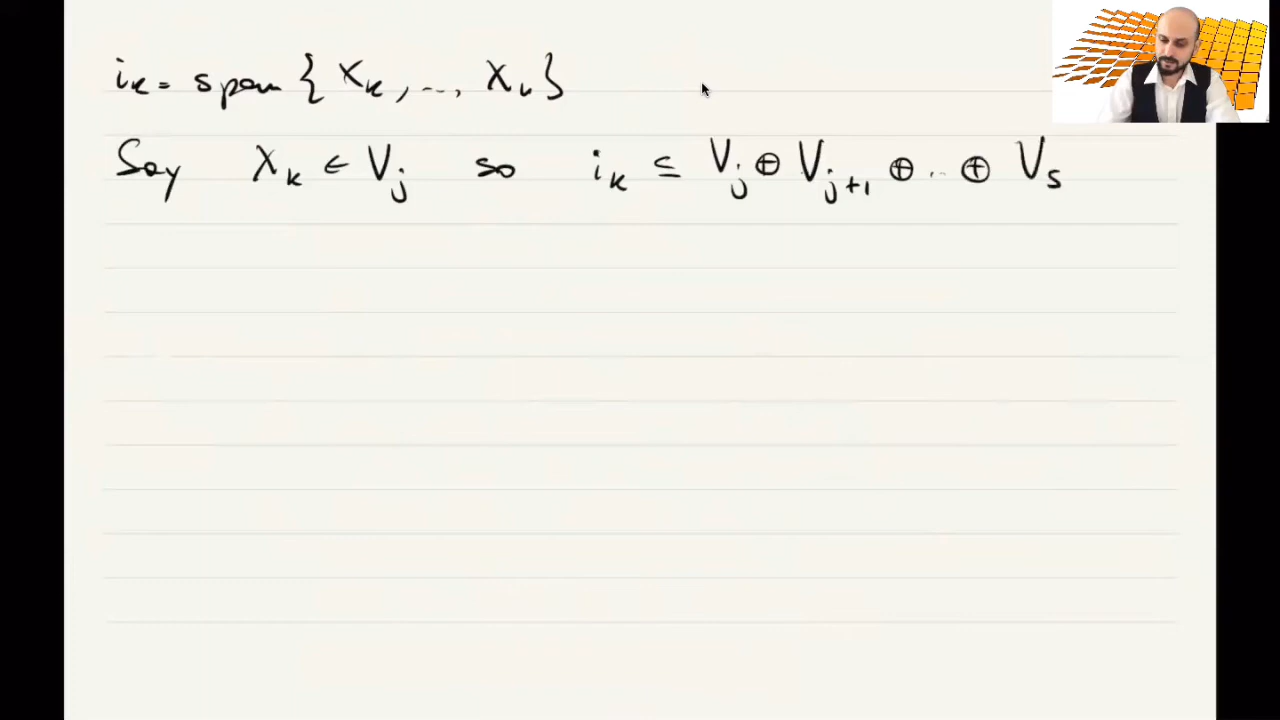 i_k = span { X_k , ..., X_n }
Say X_k ∈ V_j so i_k ⊆ V_j ⊕ V_{j+1} ⊕ .. ⊕ V_s